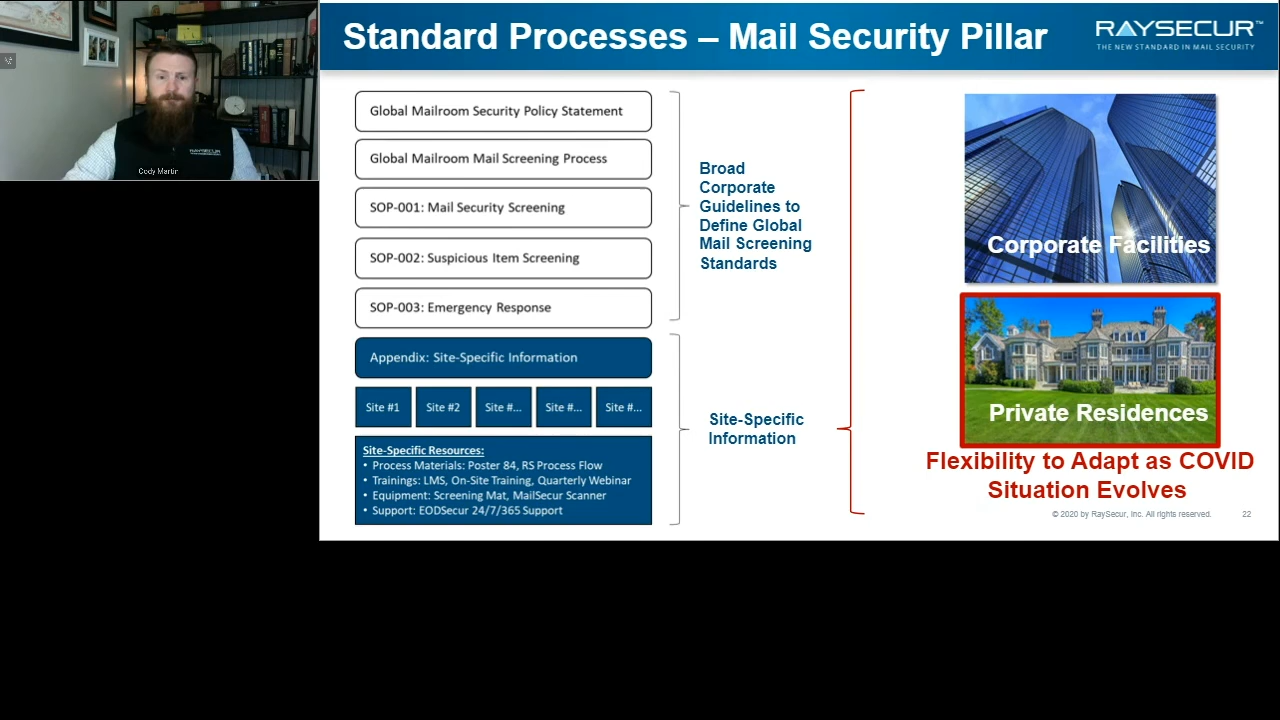 Standard Processes – Mail Security Pillar
RAYSECUR™
THE NEW STANDARD IN MAIL SECURITY
RAYSECUR
Cody Martin
Global Mailroom Security Policy Statement
Global Mailroom Mail Screening Process
SOP-001: Mail Security Screening
SOP-002: Suspicious Item Screening
SOP-003: Emergency Response
Broad
Corporate
Guidelines to
Define Global
Mail Screening
Standards
Appendix: Site-Specific Information
Site #1
Site #2
Site #...
Site #...
Site #...
Site-Specific Resources:
• Process Materials: Poster 84, RS Process Flow
• Trainings: LMS, On-Site Training, Quarterly Webinar
• Equipment: Screening Mat, MailSecur Scanner
• Support: EODSecur 24/7/365 Support
Site-Specific
Information
Corporate Facilities
Private Residences
Flexibility to Adapt as COVID
Situation Evolves
© 2020 by RaySecur, Inc. All rights reserved.
22